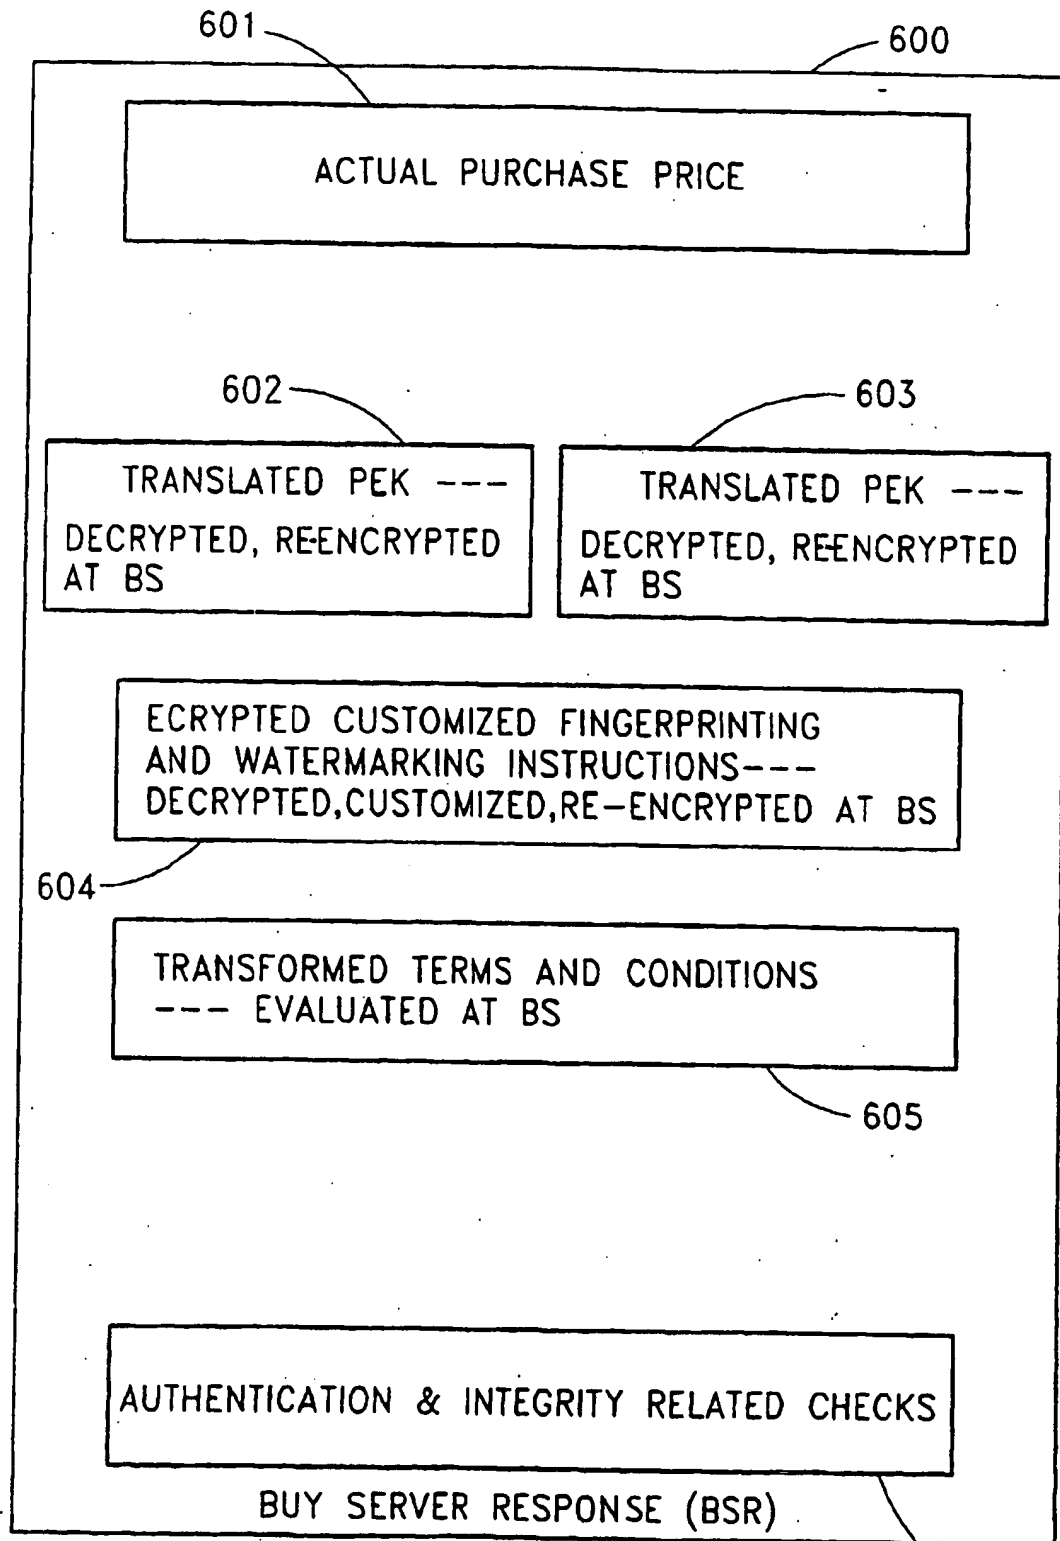 601
600
ACTUAL PURCHASE PRICE
602
603
TRANSLATED PEK ---
DECRYPTED, RE-ENCRYPTED
AT BS
TRANSLATED PEK ---
DECRYPTED, RE-ENCRYPTED
AT BS
ECRYPTED CUSTOMIZED FINGERPRINTING
AND WATERMARKING INSTRUCTIONS---
DECRYPTED,CUSTOMIZED,RE-ENCRYPTED AT BS
604
TRANSFORMED TERMS AND CONDITIONS
--- EVALUATED AT BS
605
AUTHENTICATION & INTEGRITY RELATED CHECKS
BUY SERVER RESPONSE (BSR)